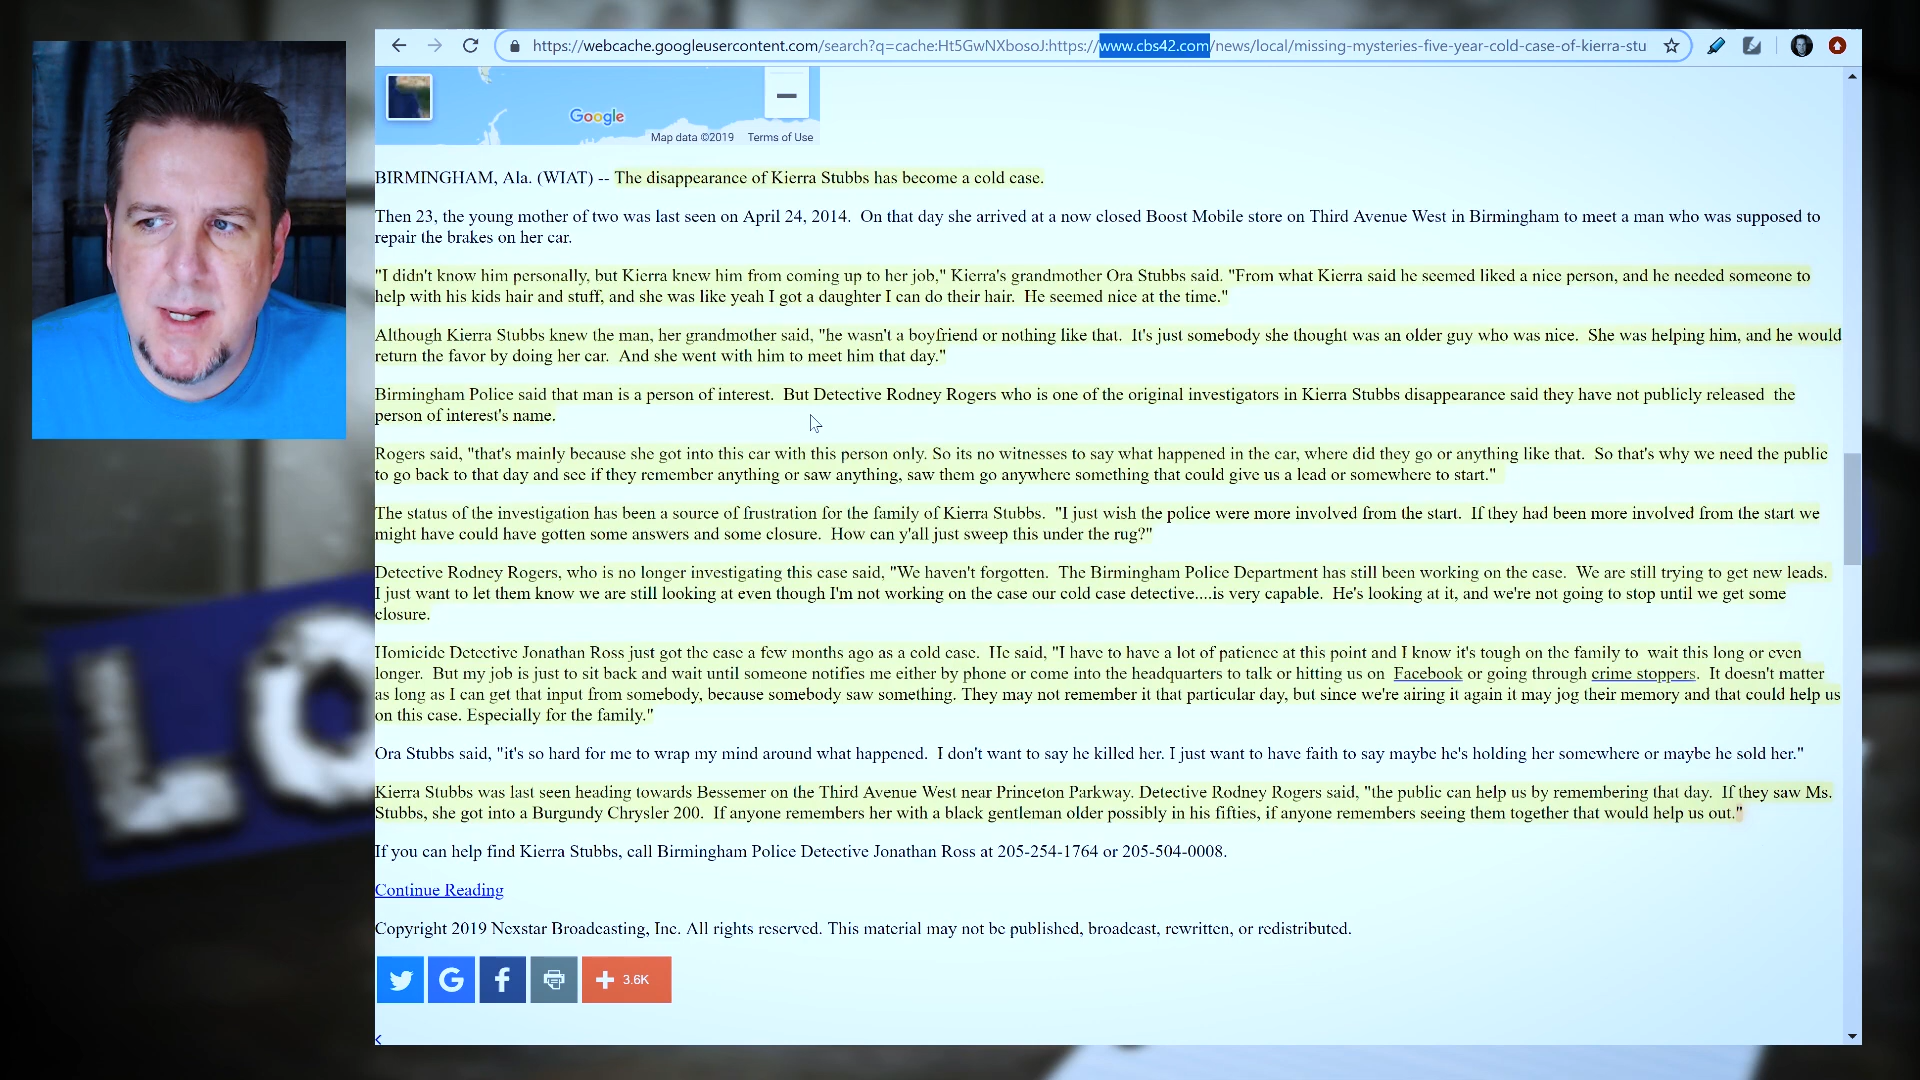 https://webcache.googleusercontent.com/search?q=cache:Ht5GwNXbosoJ:https://www.cbs42.com/news/local/missing-mysteries-five-year-cold-case-of-kierra-stu
Google
Map data ©2019 Terms of Use
BIRMINGHAM, Ala. (WIAT) -- The disappearance of Kierra Stubbs has become a cold case.
Then 23, the young mother of two was last seen on April 24, 2014. On that day she arrived at a now closed Boost Mobile store on Third Avenue West in Birmingham to meet a man who was supposed to
repair the brakes on her car.
"I didn't know him personally, but Kierra knew him from coming up to her job," Kierra's grandmother Ora Stubbs said. "From what Kierra said he seemed liked a nice person, and he needed someone to
help with his kids hair and stuff, and she was like yeah I got a daughter I can do their hair. He seemed nice at the time."
Although Kierra Stubbs knew the man, her grandmother said, "he wasn't a boyfriend or nothing like that. It's just somebody she thought was an older guy who was nice. She was helping him, and he would
return the favor by doing her car. And she went with him to meet him that day."
Birmingham Police said that man is a person of interest. But Detective Rodney Rogers who is one of the original investigators in Kierra Stubbs disappearance said they have not publicly released the
person of interest's name.
Rogers said, "that's mainly because she got into this car with this person only. So its no witnesses to say what happened in the car, where did they go or anything like that. So that's why we need the public
to go back to that day and see if they remember anything or saw anything, saw them go anywhere something that could give us a lead or somewhere to start."
The status of the investigation has been a source of frustration for the family of Kierra Stubbs. "I just wish the police were more involved from the start. If they had been more involved from the start we
might have could have gotten some answers and some closure. How can y'all just sweep this under the rug?"
Detective Rodney Rogers, who is no longer investigating this case said, "We haven't forgotten. The Birmingham Police Department has still been working on the case. We are still trying to get new leads.
I just want to let them know we are still looking at even though I'm not working on the case our cold case detective....is very capable. He's looking at it, and we're not going to stop until we get some
closure.
Homicide Detective Jonathan Ross just got the case a few months ago as a cold case. He said, "I have to have a lot of patience at this point and I know it's tough on the family to wait this long or even
longer. But my job is just to sit back and wait until someone notifies me either by phone or come into the headquarters to talk or hitting us on Facebook or going through crime stoppers. It doesn't matter
as long as I can get that input from somebody, because somebody saw something. They may not remember it that particular day, but since we're airing it again it may jog their memory and that could help us
on this case. Especially for the family."
Ora Stubbs said, "it's so hard for me to wrap my mind around what happened. I don't want to say he killed her. I just want to have faith to say maybe he's holding her somewhere or maybe he sold her."
Kierra Stubbs was last seen heading towards Bessemer on the Third Avenue West near Princeton Parkway. Detective Rodney Rogers said, "the public can help us by remembering that day. If they saw Ms.
Stubbs, she got into a Burgundy Chrysler 200. If anyone remembers her with a black gentleman older possibly in his fifties, if anyone remembers seeing them together that would help us out."
If you can help find Kierra Stubbs, call Birmingham Police Detective Jonathan Ross at 205-254-1764 or 205-504-0008.
Continue Reading
Copyright 2019 Nexstar Broadcasting, Inc. All rights reserved. This material may not be published, broadcast, rewritten, or redistributed.
3.6K
LO